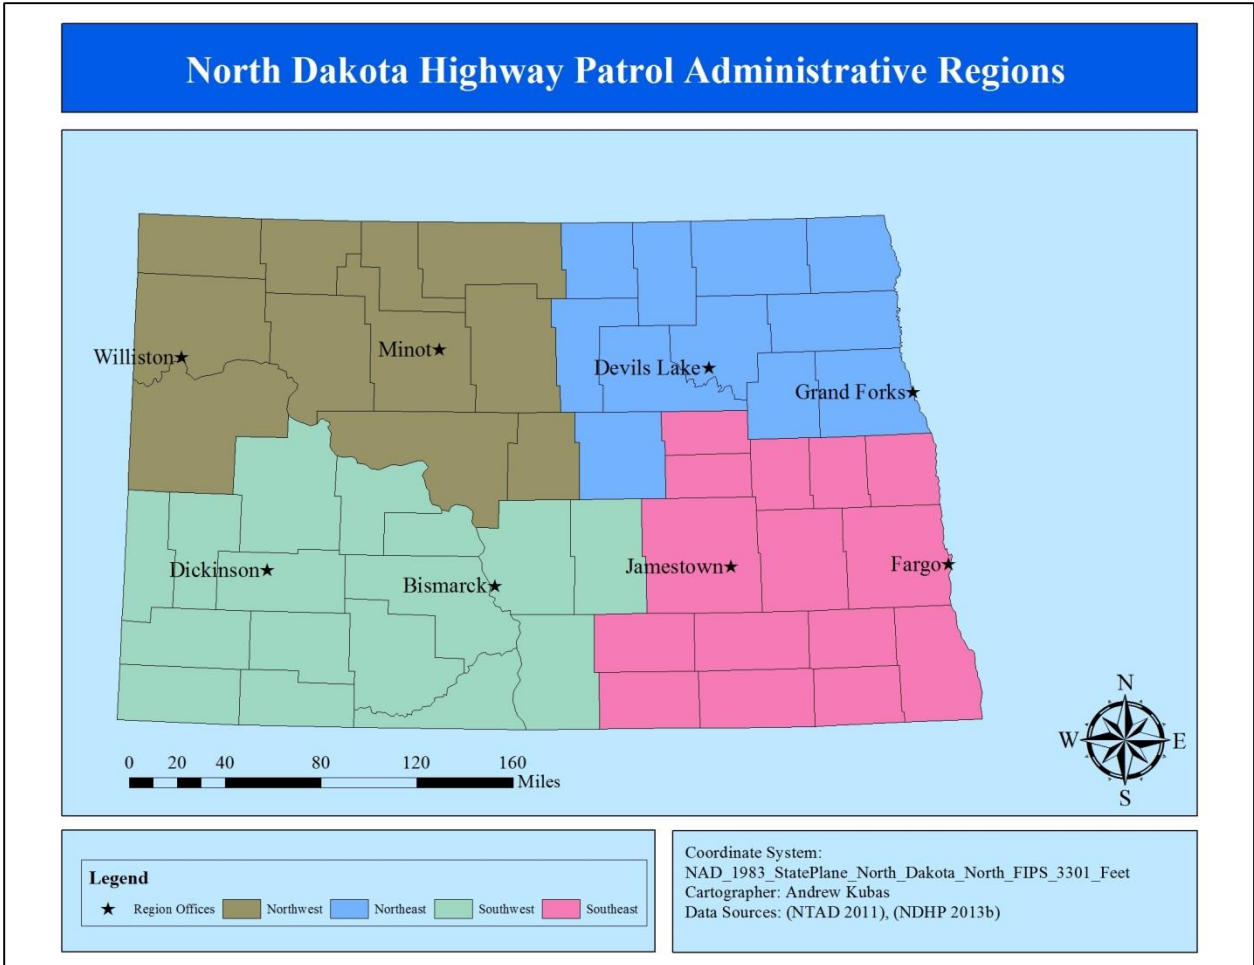 North Dakota Highway Patrol Administrative Regions
Williston
Minot
Devils Lake
Grand Forks
Dickinson
Bismarck
Jamestown
Fargo
N
W E
S
0 20 40 80 120 160
Miles
Legend
Region Offices Northwest Northeast Southwest Southeast
Coordinate System:
NAD_1983_StatePlane_North_Dakota_North_FIPS_3301_Feet
Cartographer: Andrew Kubas
Data Sources: (NTAD 2011), (NDHP 2013b)